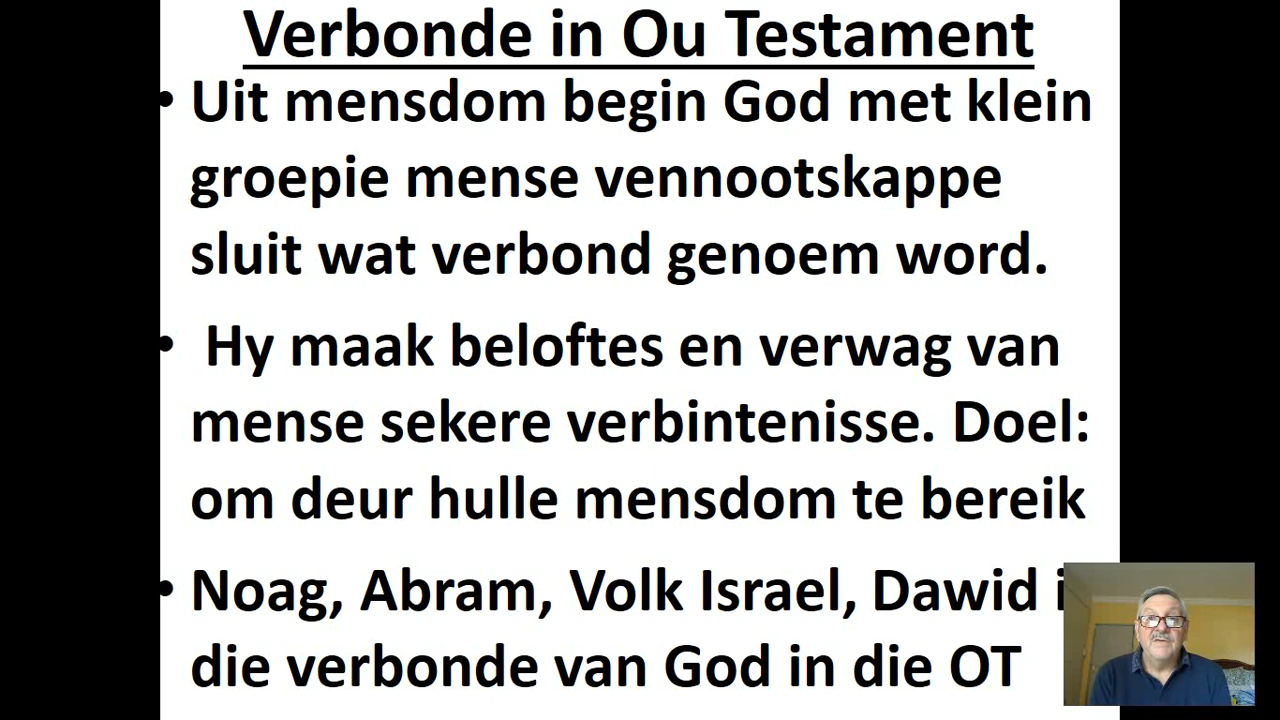 Verbonde in Ou Testament
• Uit mensdom begin God met klein
groepie mense vennootskappe
sluit wat verbond genoem word.
• Hy maak beloftes en verwag van
mense sekere verbintenisse. Doel:
om deur hulle mensdom te bereik
• Noag, Abram, Volk Israel, Dawid
die verbonde van God in die OT